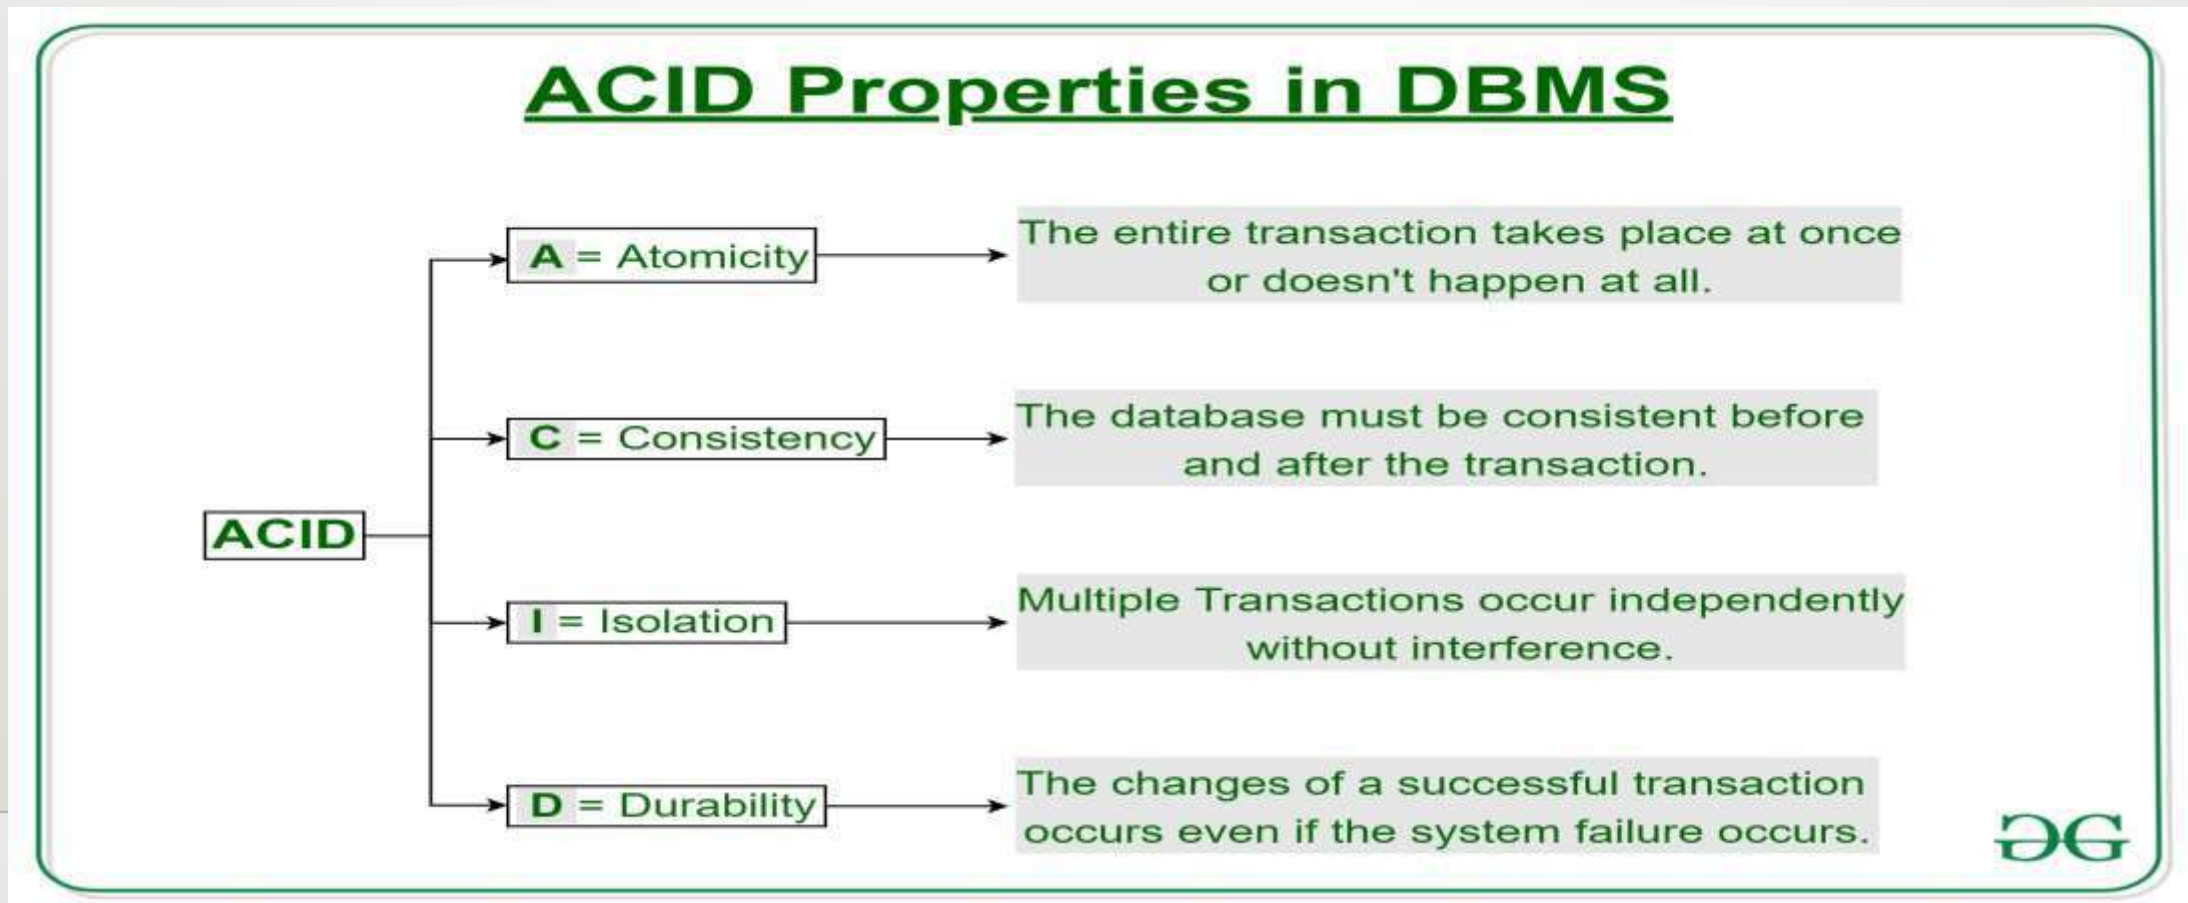 ACID Properties in DBMS
A = Atomicity
The entire transaction takes place at once
or doesn't happen at all.
C = Consistency
The database must be consistent before
and after the transaction.
ACID
I = Isolation
Multiple Transactions occur independently
without interference.
D = Durability
The changes of a successful transaction
occurs even if the system failure occurs.
GG